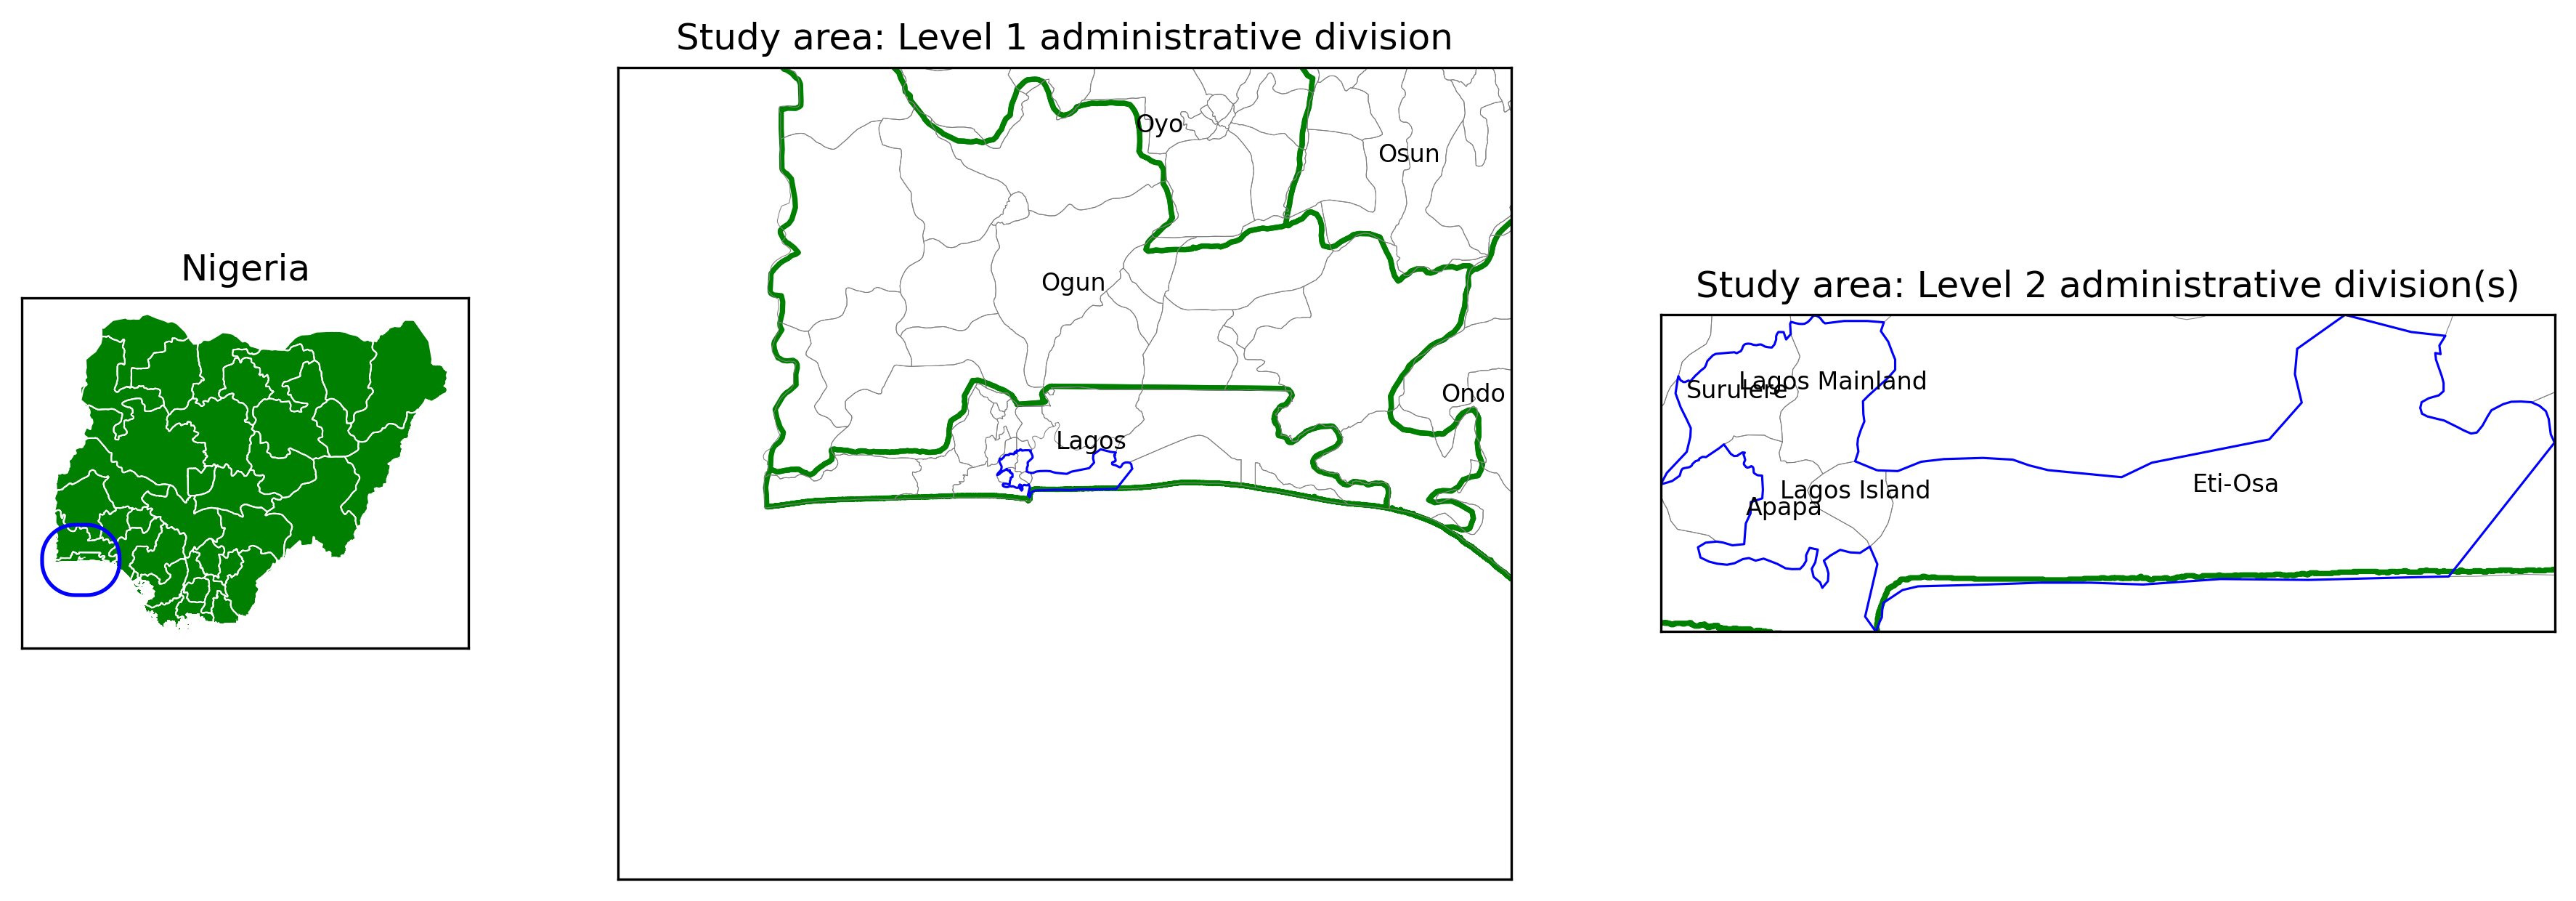 Nigeria
Study area: Level 1 administrative division
Oyo
Osun
Ogun
Ondo
Lagos
Study area: Level 2 administrative division(s)
Lagos Mainland
Surulere
Eti-Osa
Lagos Island
Apapa